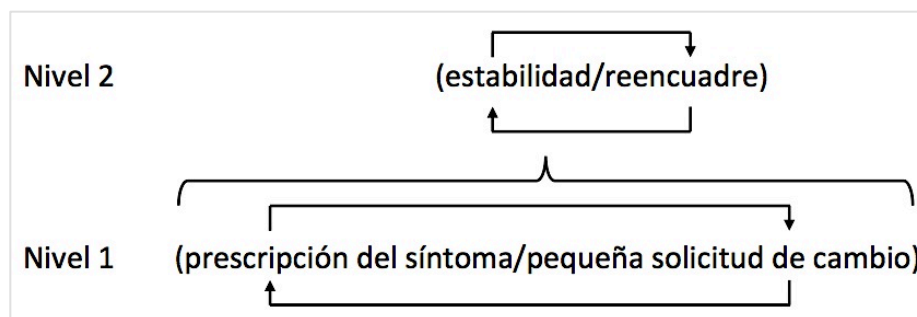 Nivel 2 (estabilidad/reencuadre)
Nivel 1 (prescripción del síntoma/pequeña solicitud de cambio)